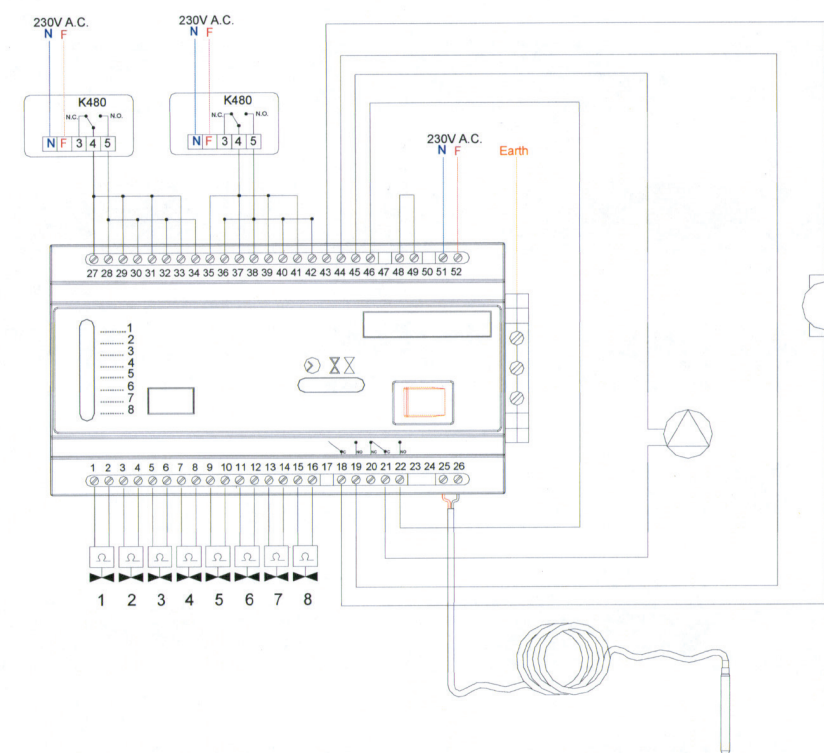 230V A.C.
N F
230V A.C.
N F
K480
N.C. N.O.
N F 3 4 5
K480
N.C. N.O.
N F 3 4 5
230V A.C.
N F
Earth
27 28 29 30 31 32 33 34 35 36 37 38 39 40 41 42 43 44 45 46 47 48 49 50 51 52
1
2
3
4
5
6
7
8
NC NO NC NO
1 2 3 4 5 6 7 8 9 10 11 12 13 14 15 16 17 18 19 20 21 22 23 24 25 26
Ω Ω Ω Ω Ω Ω Ω Ω
1 2 3 4 5 6 7 8